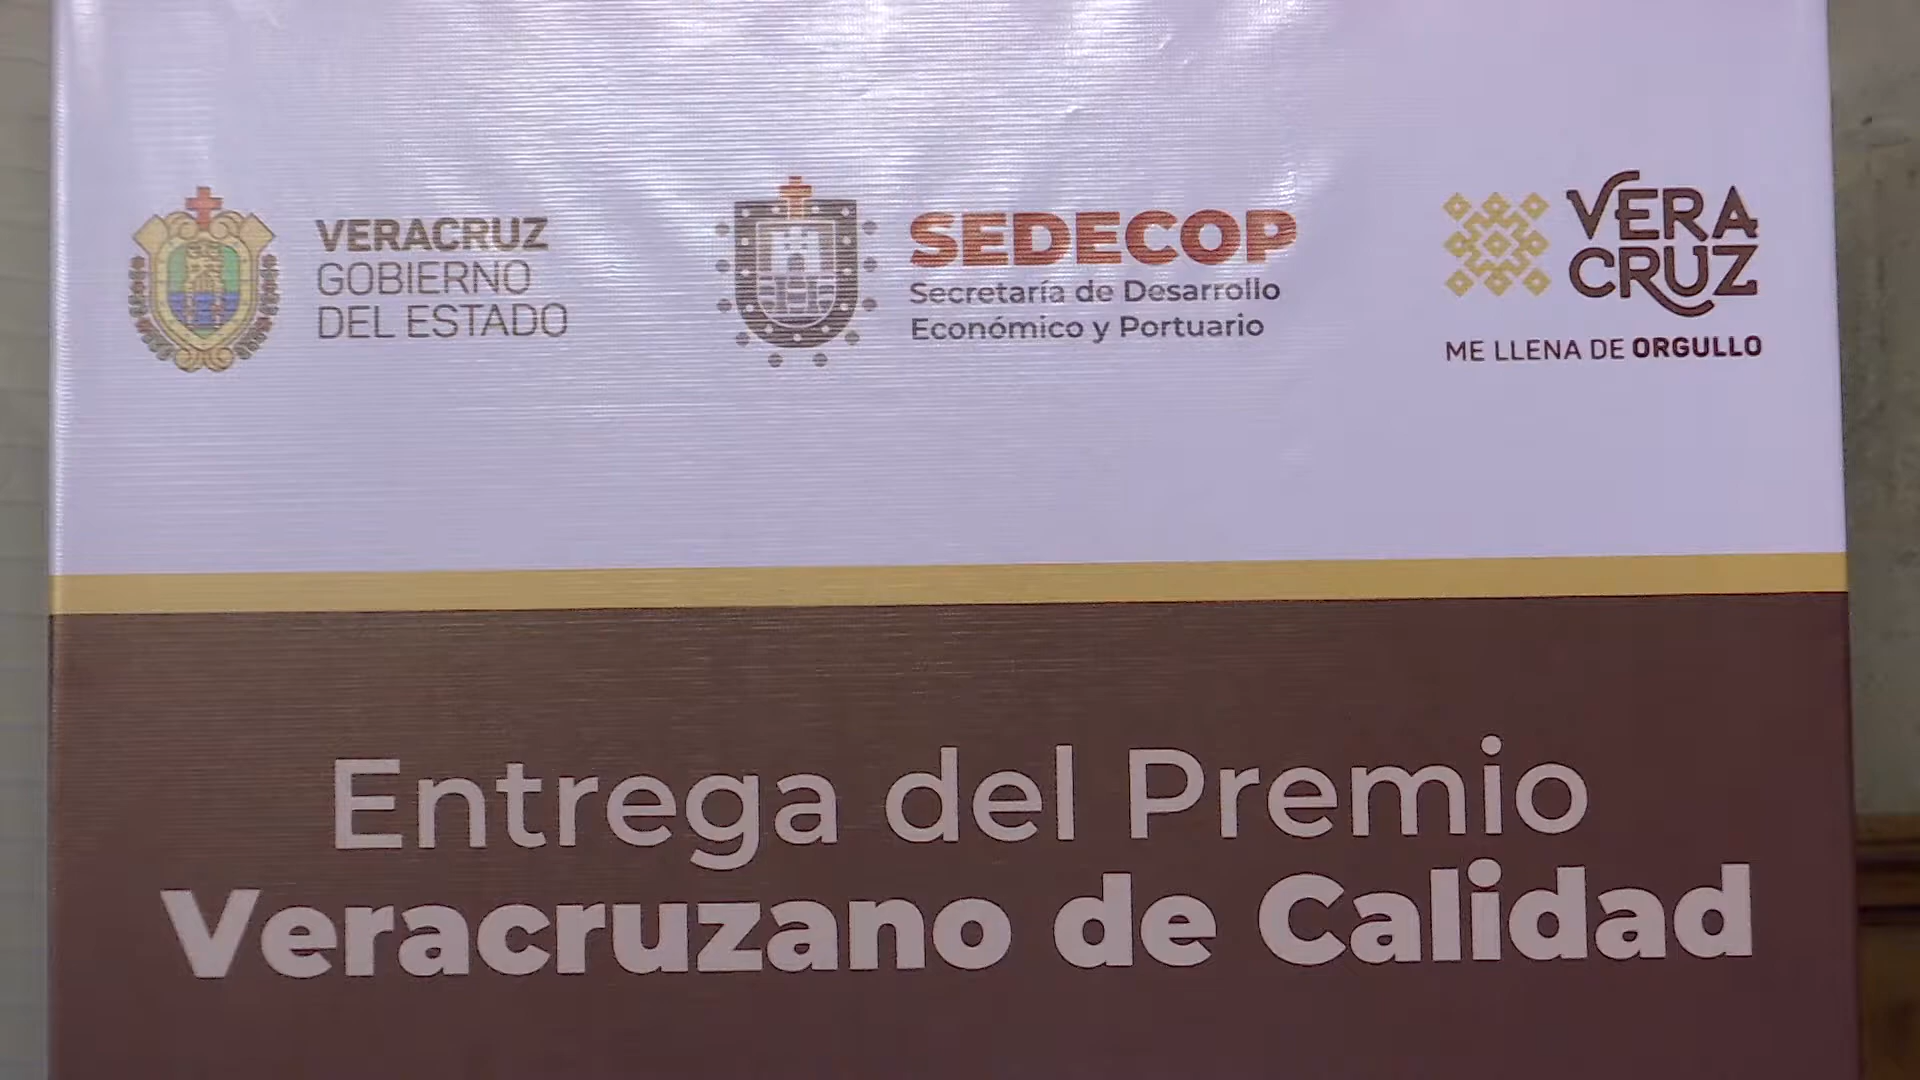 VERACRUZ
GOBIERNO
DEL ESTADO
SEDECOP
Secretaría de Desarrollo
Económico y Portuario
VERA
CRUZ
ME LLENA DE ORGULLO
Entrega del Premio
Veracruzano de Calidad